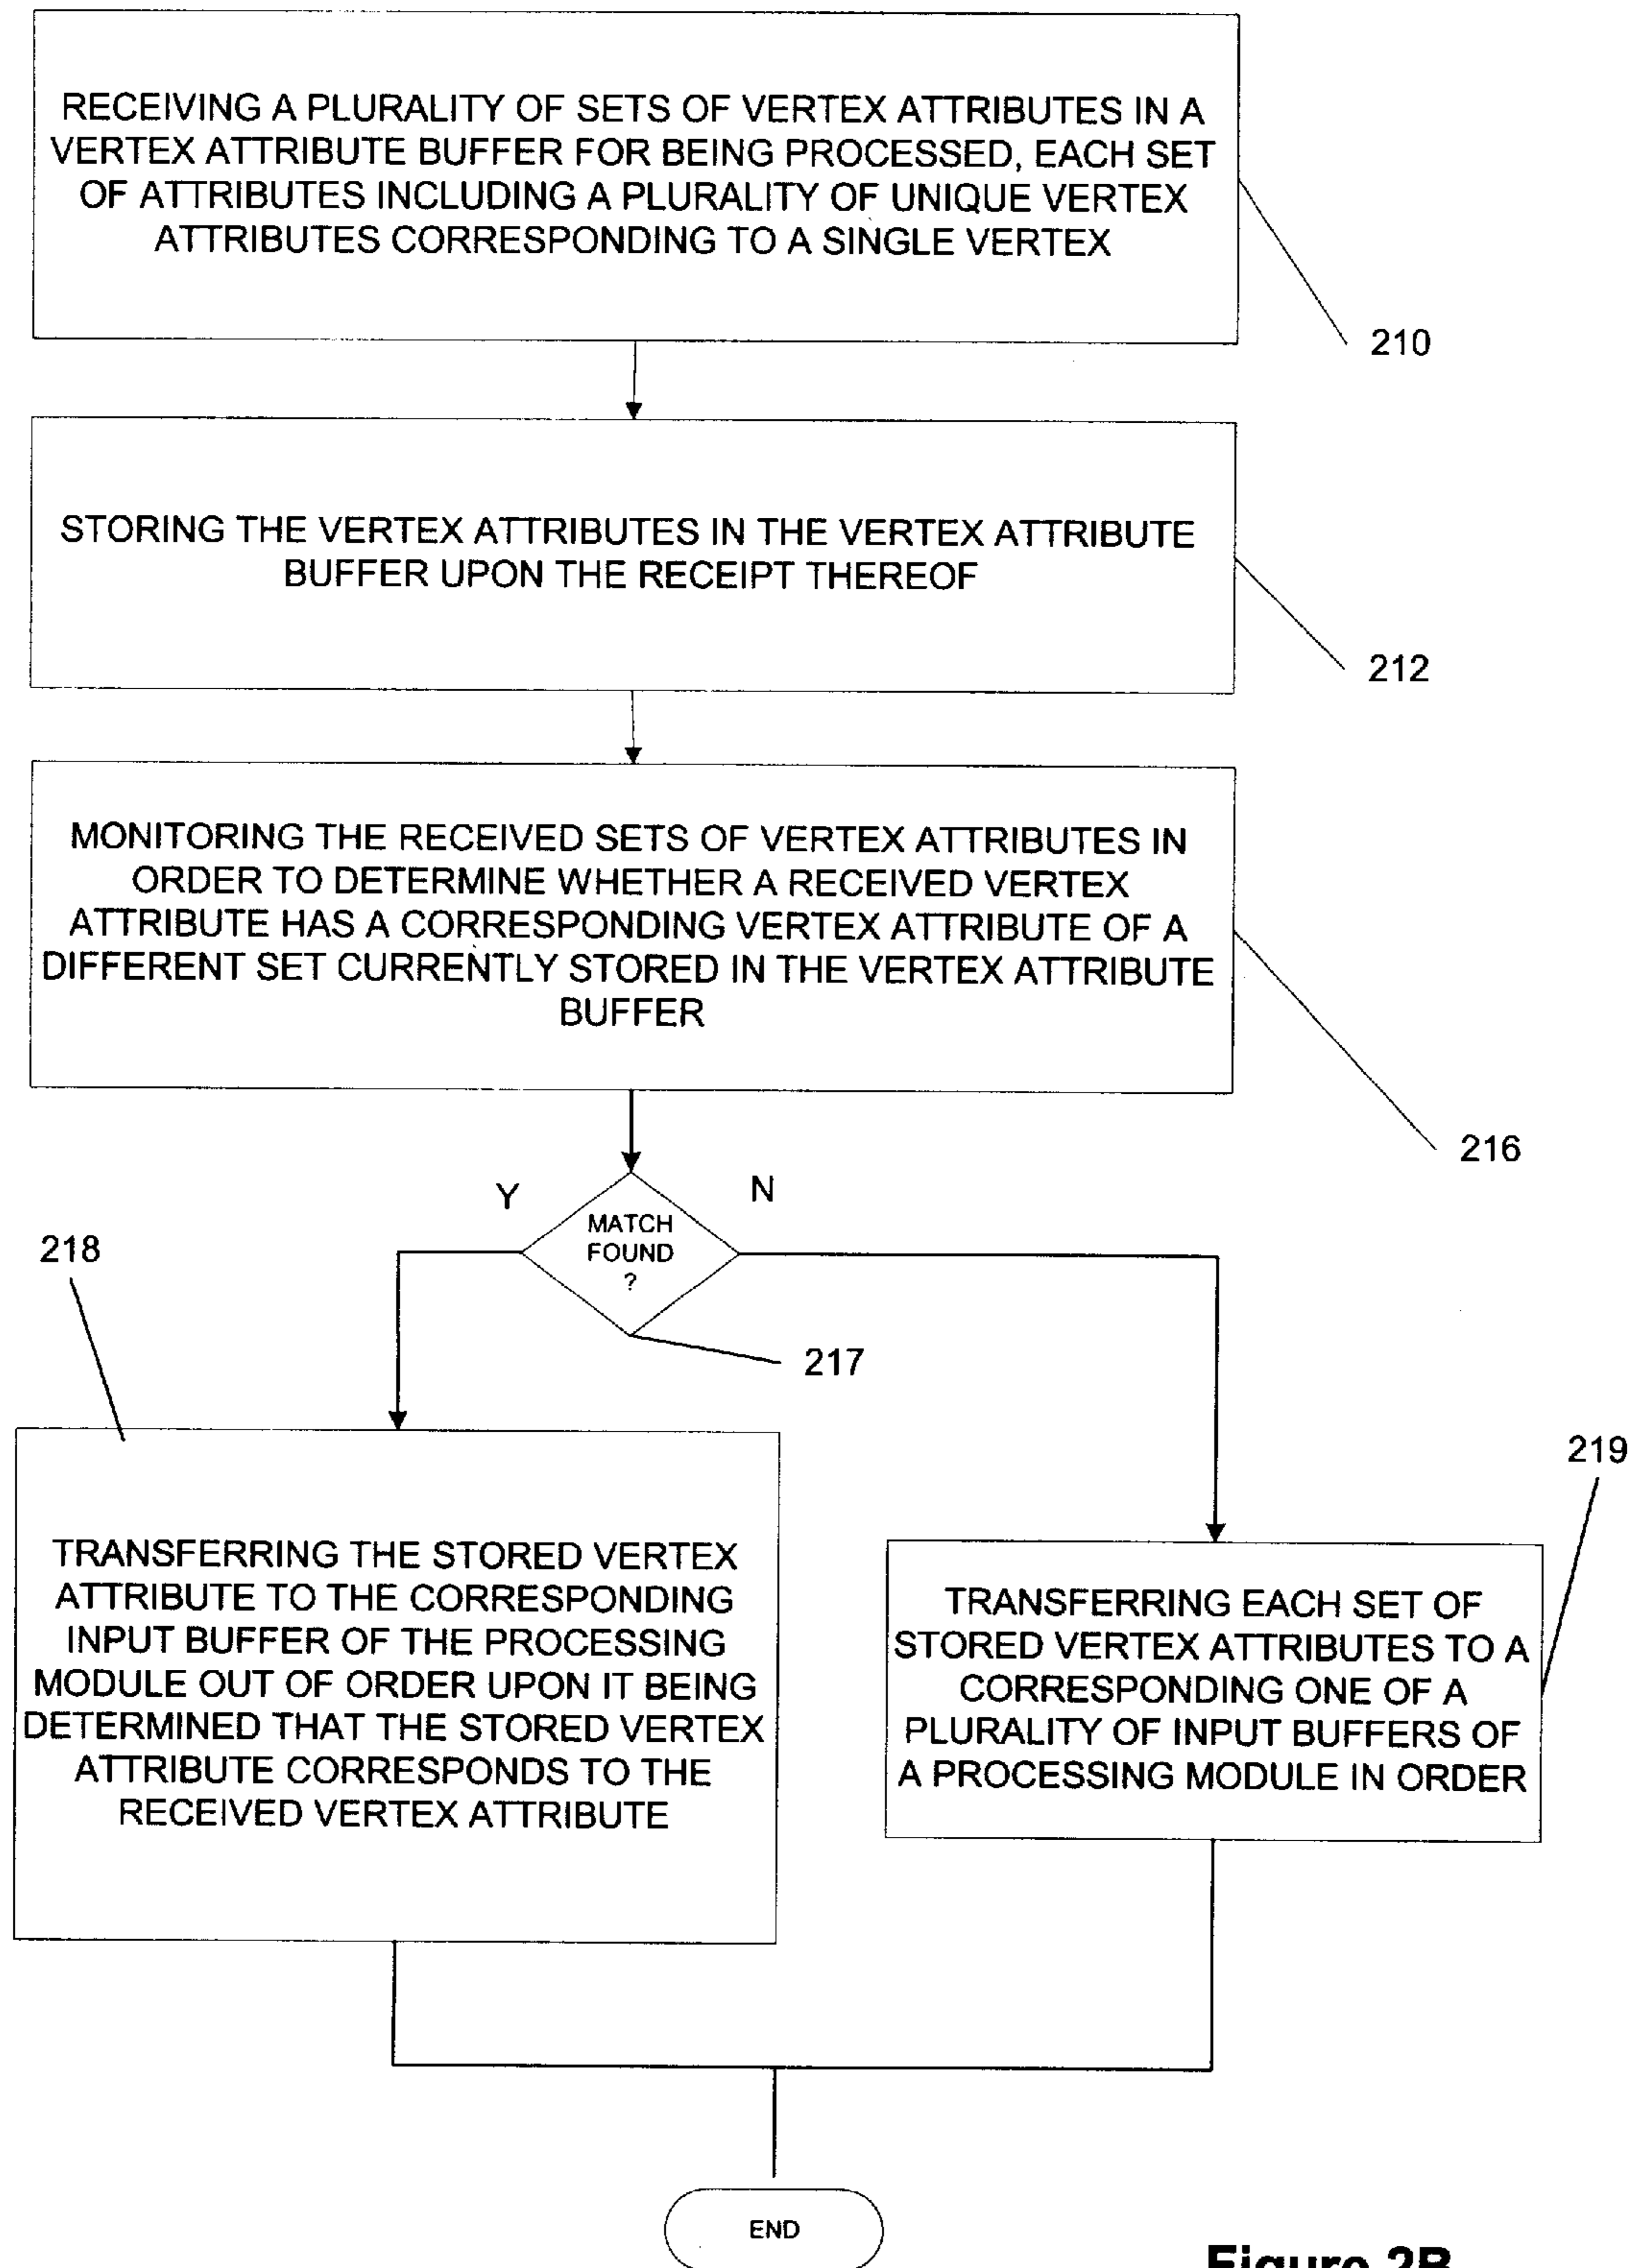 RECEIVING A PLURALITY OF SETS OF VERTEX ATTRIBUTES IN A
VERTEX ATTRIBUTE BUFFER FOR BEING PROCESSED, EACH SET
OF ATTRIBUTES INCLUDING A PLURALITY OF UNIQUE VERTEX
ATTRIBUTES CORRESPONDING TO A SINGLE VERTEX
210
STORING THE VERTEX ATTRIBUTES IN THE VERTEX ATTRIBUTE
BUFFER UPON THE RECEIPT THEREOF
212
MONITORING THE RECEIVED SETS OF VERTEX ATTRIBUTES IN
ORDER TO DETERMINE WHETHER A RECEIVED VERTEX
ATTRIBUTE HAS A CORRESPONDING VERTEX ATTRIBUTE OF A
DIFFERENT SET CURRENTLY STORED IN THE VERTEX ATTRIBUTE
BUFFER
216
Y
N
MATCH
FOUND
?
217
218
TRANSFERRING THE STORED VERTEX
ATTRIBUTE TO THE CORRESPONDING
INPUT BUFFER OF THE PROCESSING
MODULE OUT OF ORDER UPON IT BEING
DETERMINED THAT THE STORED VERTEX
ATTRIBUTE CORRESPONDS TO THE
RECEIVED VERTEX ATTRIBUTE
219
TRANSFERRING EACH SET OF
STORED VERTEX ATTRIBUTES TO A
CORRESPONDING ONE OF A
PLURALITY OF INPUT BUFFERS OF
A PROCESSING MODULE IN ORDER
END
Figure 2B